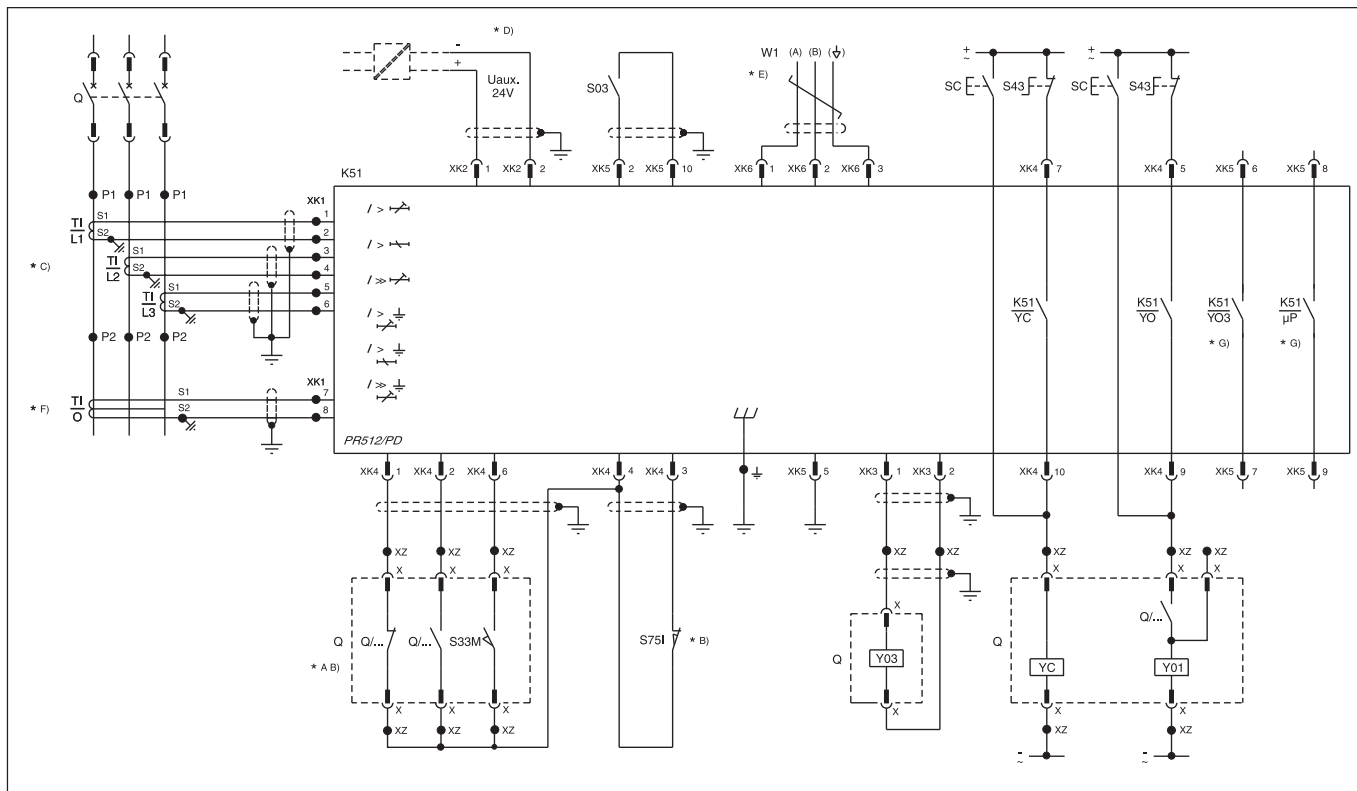 * D)
-
+
Uaux.
24V
S03
W1 (A) (B)
* E)
+
~
SC
S43
+
~
SC
S43
Q
XK2 1
XK2 2
XK5 2
XK5 10
XK6 1
XK6 2
XK6 3
XK4 7
XK4 5
XK5 6
XK5 8
K51
P1
P1
P1
XK1
TI
L1
S1
S2
1
2
* C)
TI
L2
S1
S2
3
4
TI
L3
S1
S2
5
6
I >
I >
I >>
I >
I >
I >>
K51
YC
K51
YO
K51
YO3
* G)
K51
µP
* G)
P2
P2
P2
* F)
TI
O
S1
S2
XK1
7
8
PR512/PD
XK4 1
XK4 2
XK4 6
XK4 4
XK4 3
XK5 5
XK3 1
XK3 2
XK4 10
XK4 9
XK5 7
XK5 9
XZ
XZ
XZ
XZ
XZ
XZ
XZ
XZ
X
X
X
X
X
X
X
Q
* A B)
Q/...
Q/...
S33M
S75I
* B)
Q
Y03
Q
YC
Q/...
Y01
X
X
X
X
X
X
XZ
XZ
XZ
XZ
XZ
-
~
-
~